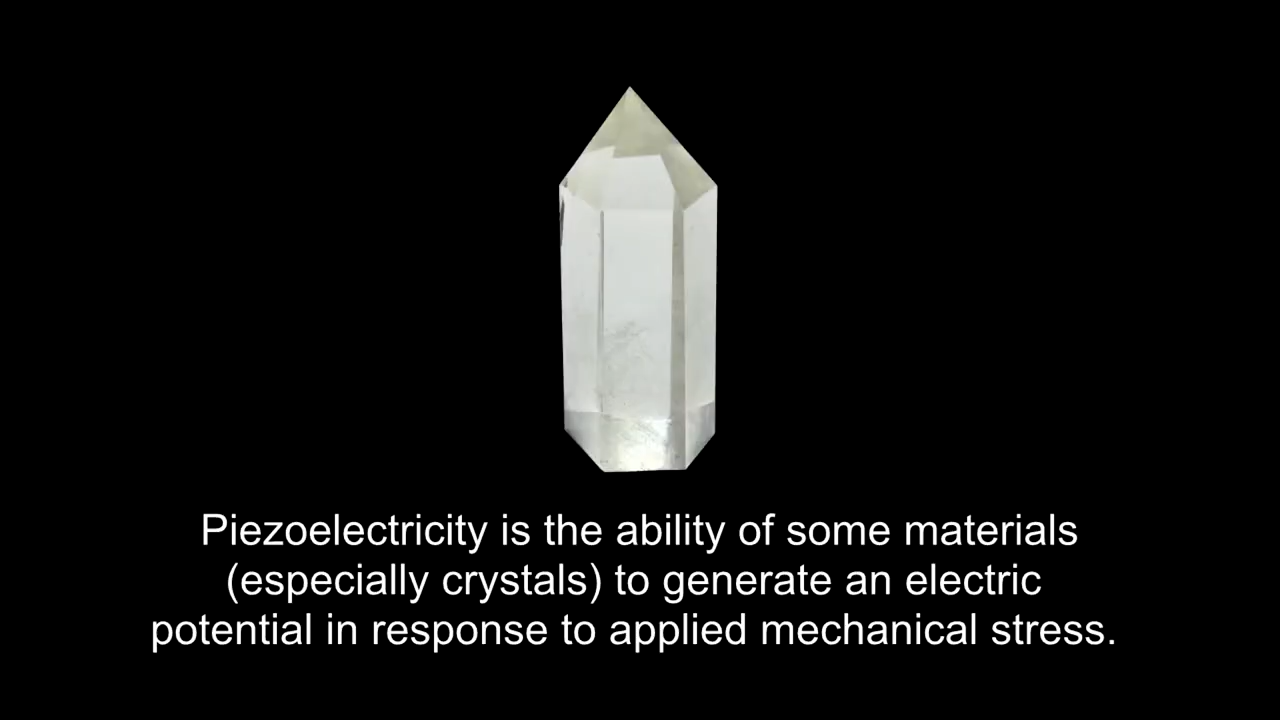 Piezoelectricity is the ability of some materials
(especially crystals) to generate an electric
potential in response to applied mechanical stress.